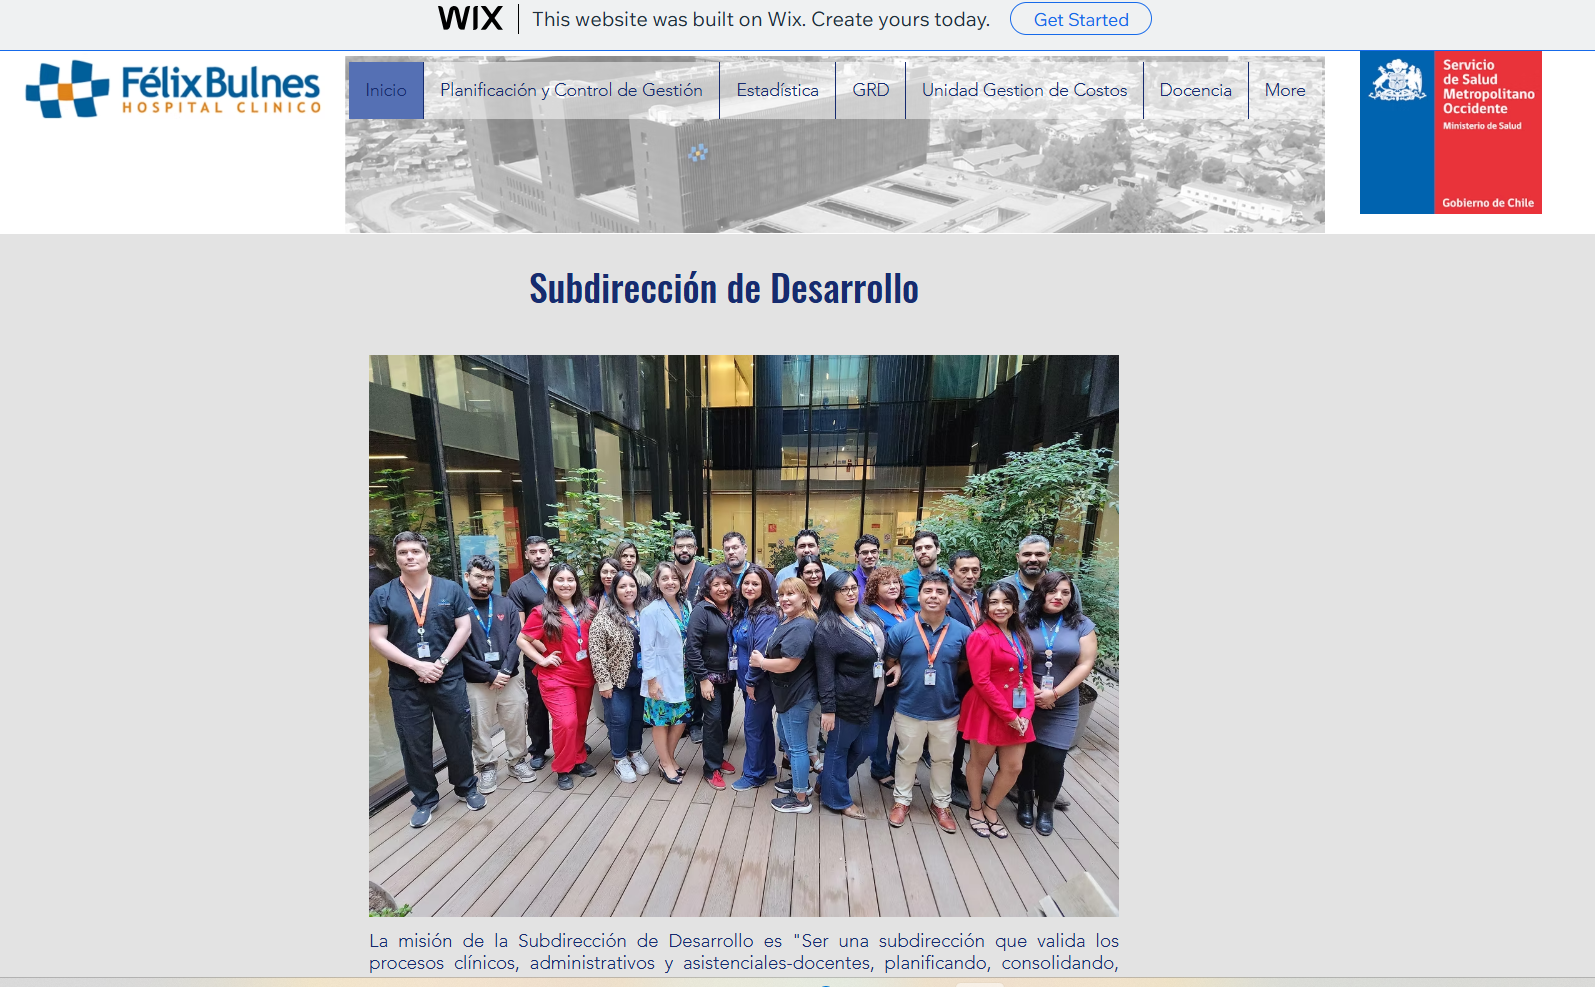 WIX
This website was built on Wix. Create yours today.
Get Started
FélixBulnes
HOSPITAL CLINICO
Inicio
Planificación y Control de Gestión
Estadística
GRD
Unidad Gestion de Costos
Docencia
More
Servicio
de Salud
Metropolitano
Occidente
Ministerio de Salud
Gobierno de Chile
Subdirección de Desarrollo
La misión de la Subdirección de Desarrollo es "Ser una subdirección que valida los
procesos clínicos, administrativos y asistenciales-docentes, planificando, consolidando,